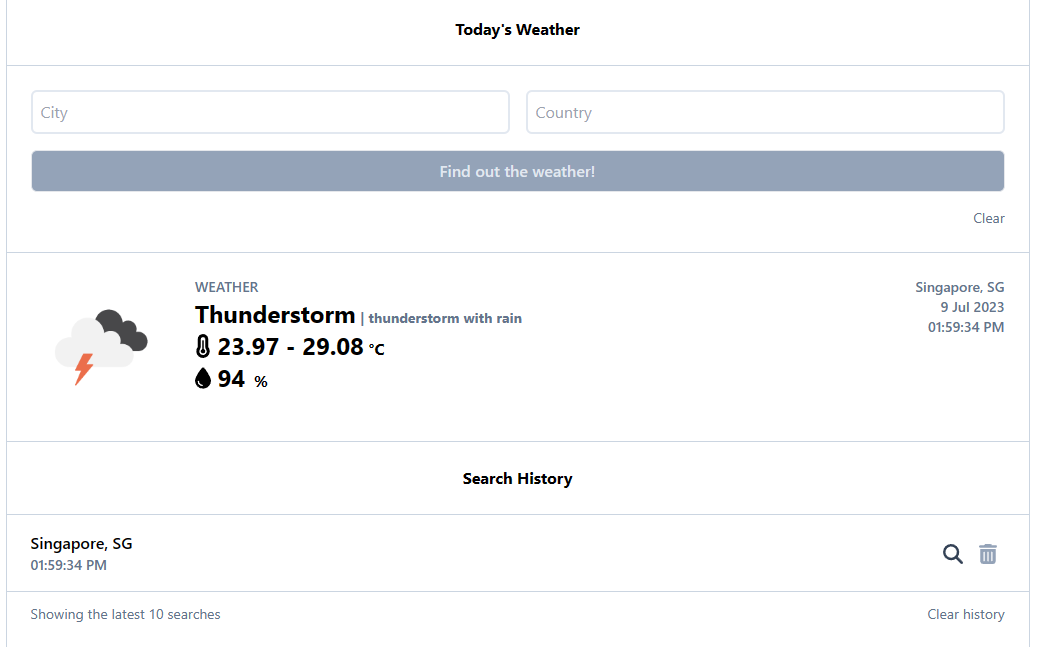 Today's Weather
City
Country
Find out the weather!
Clear
WEATHER
Thunderstorm | thunderstorm with rain
23.97 - 29.08 °C
94 %
Singapore, SG
9 Jul 2023
01:59:34 PM
Search History
Singapore, SG
01:59:34 PM
Showing the latest 10 searches
Clear history